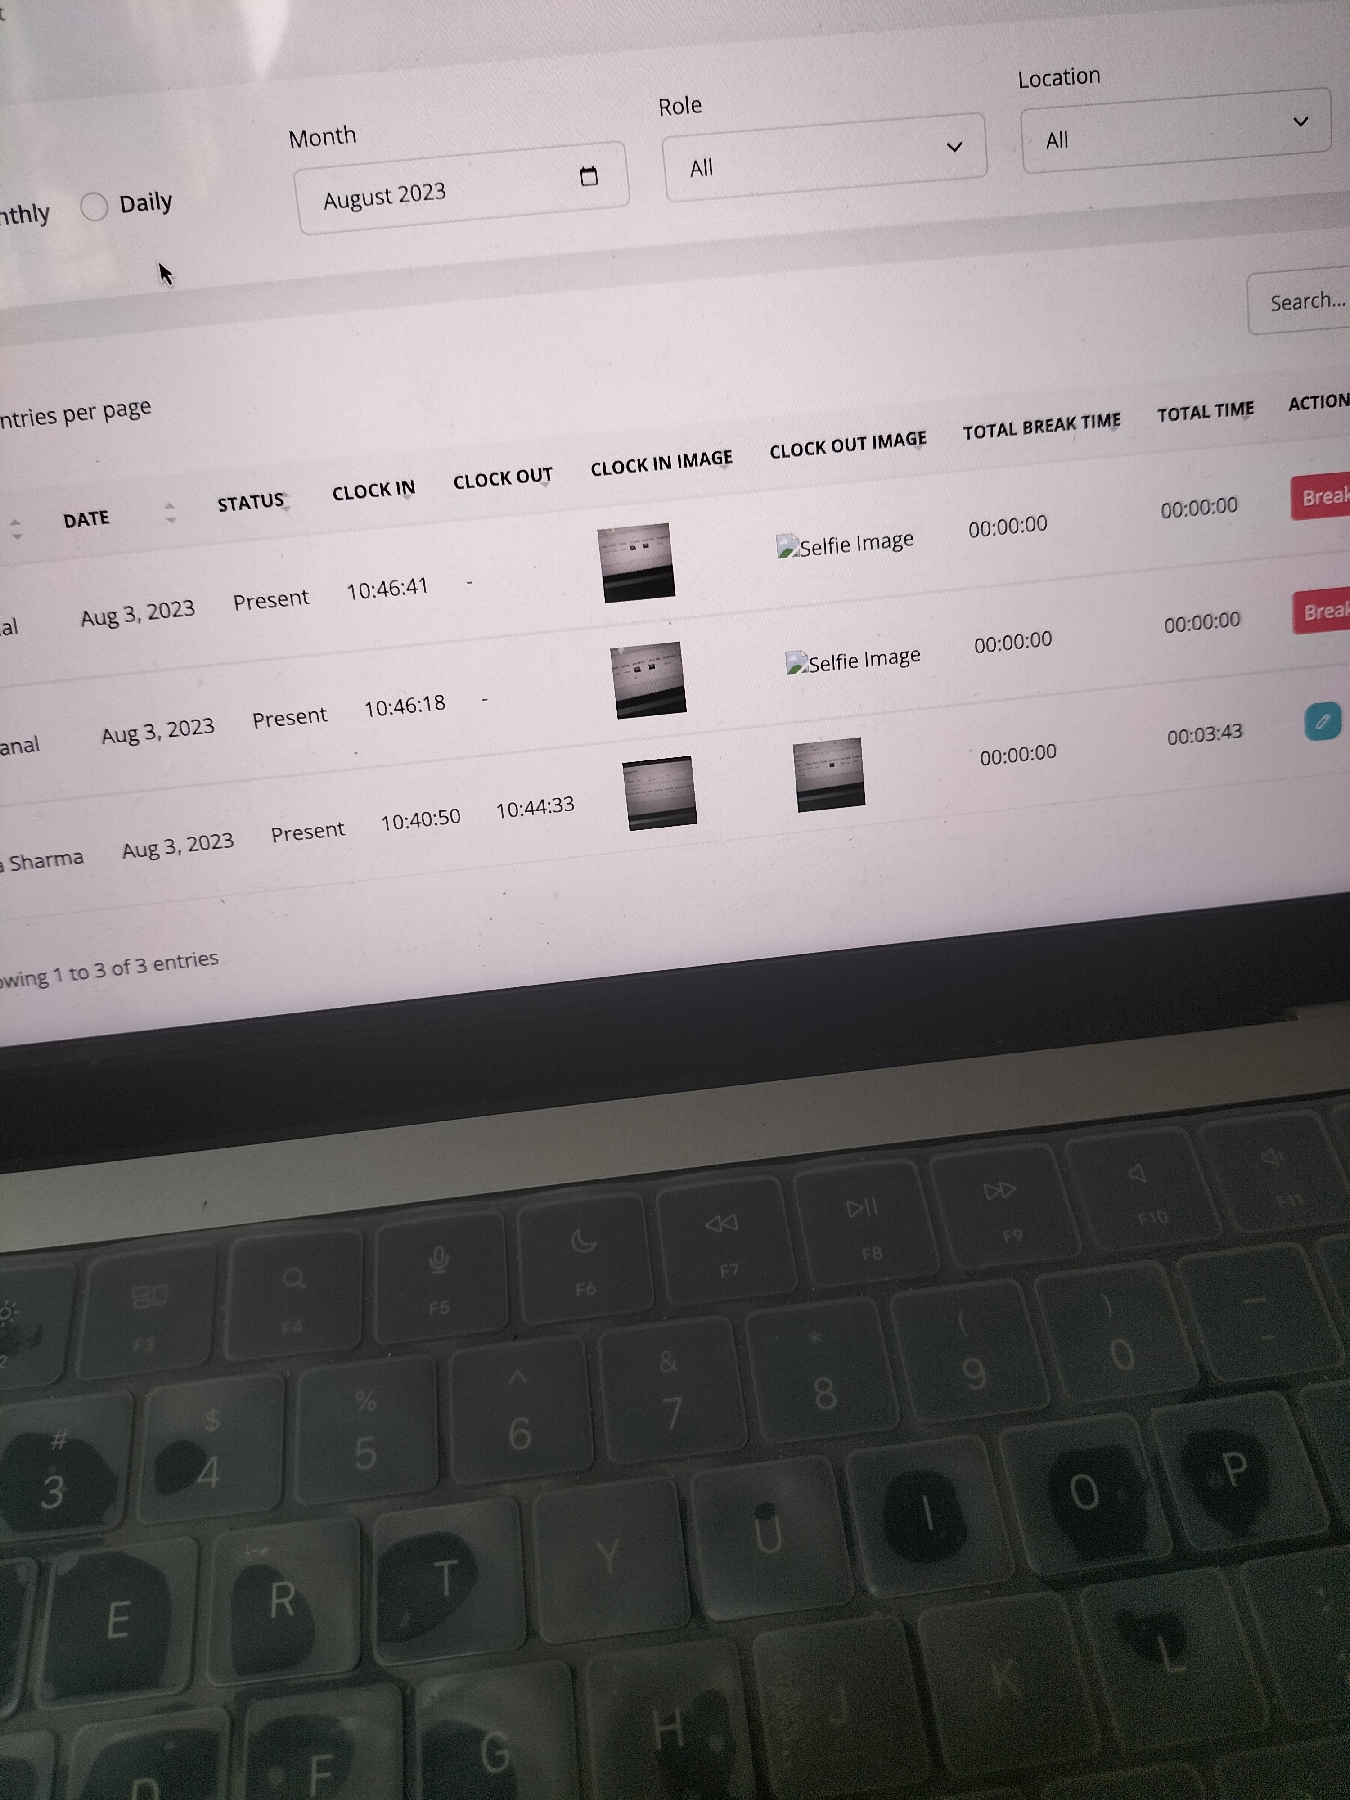 Month
Role
Location
nthly Daily August 2023 All All
Search...
ntries per page
DATE STATUS CLOCK IN CLOCK OUT CLOCK IN IMAGE CLOCK OUT IMAGE TOTAL BREAK TIME TOTAL TIME ACTION
al Aug 3, 2023 Present 10:46:41 - Selfie Image 00:00:00 00:00:00 Break
anal Aug 3, 2023 Present 10:46:18 - Selfie Image 00:00:00 00:00:00 Break
a Sharma Aug 3, 2023 Present 10:40:50 10:44:33 00:00:00 00:03:43
owing 1 to 3 of 3 entries
2 F3 F4 F5 F6 F7 F8 F9 F10 F11
# $ % ^ & * ( ) —
3 4 5 6 7 8 9 0 -
E R T Y U I O P
D F G H J K L